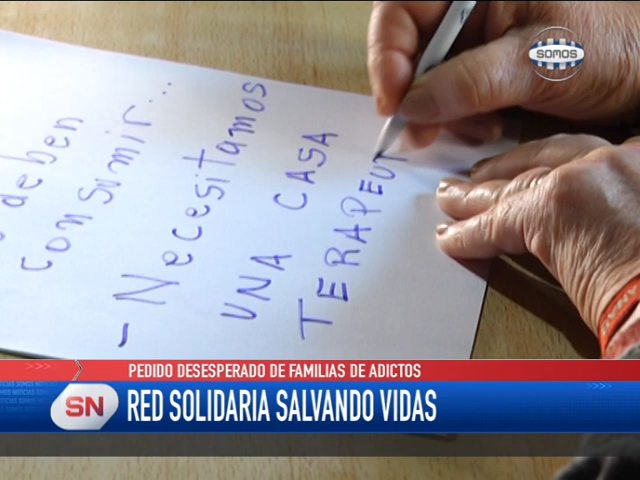 SOMOS
deben
consumir...
- Necesitamos
UNA CASA
TERAPEUT
PEDIDO DESESPERADO DE FAMILIAS DE ADICTOS
SN
RED SOLIDARIA SALVANDO VIDAS